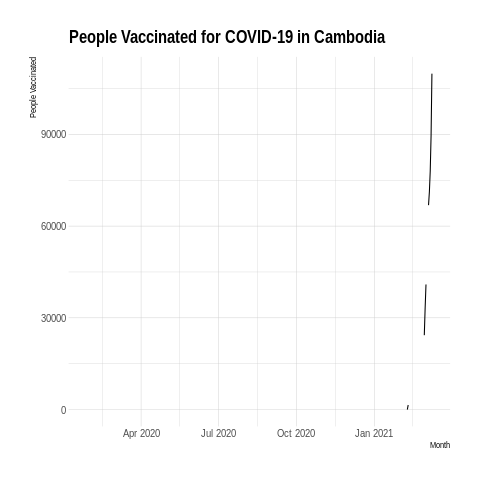 People Vaccinated for COVID-19 in Cambodia
People Vaccinated
90000
60000
30000
0
Apr 2020 Jul 2020 Oct 2020 Jan 2021
Month